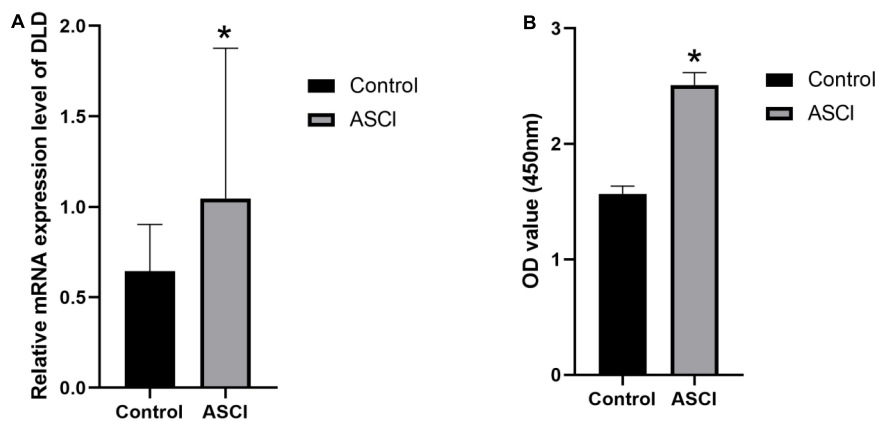 A
Relative mRNA expression level of DLD
2.0
1.5
1.0
0.5
0.0
*
Control
ASCI
Control
ASCI
B
OD value (450nm)
3
2
1
0
*
Control
ASCI
Control
ASCI